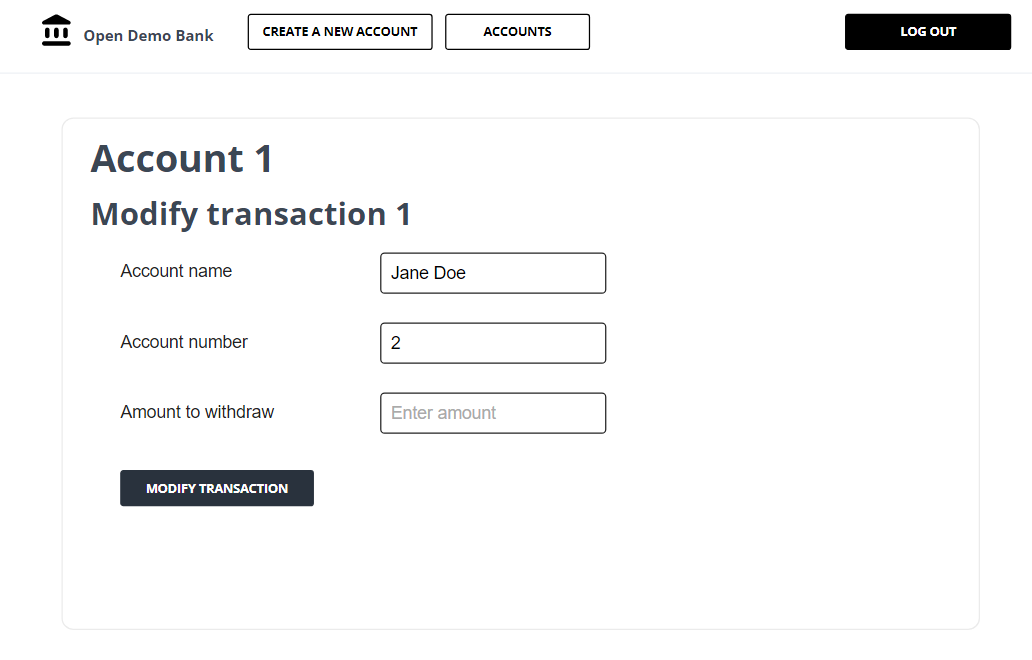 Open Demo Bank
CREATE A NEW ACCOUNT
ACCOUNTS
LOG OUT
Account 1
Modify transaction 1
Account name
Jane Doe
Account number
2
Amount to withdraw
Enter amount
MODIFY TRANSACTION